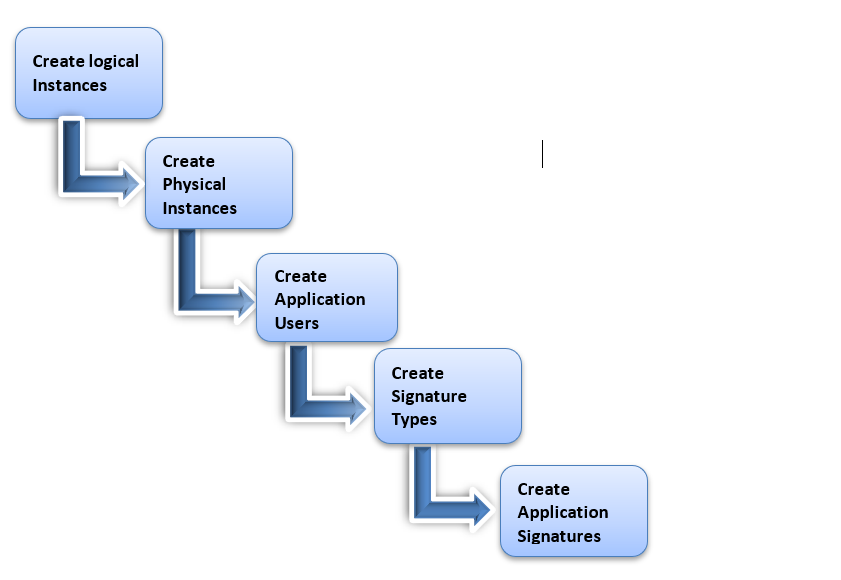 Create logical
Instances
Create
Physical
Instances
Create
Application
Users
Create
Signature
Types
Create
Application
Signatures